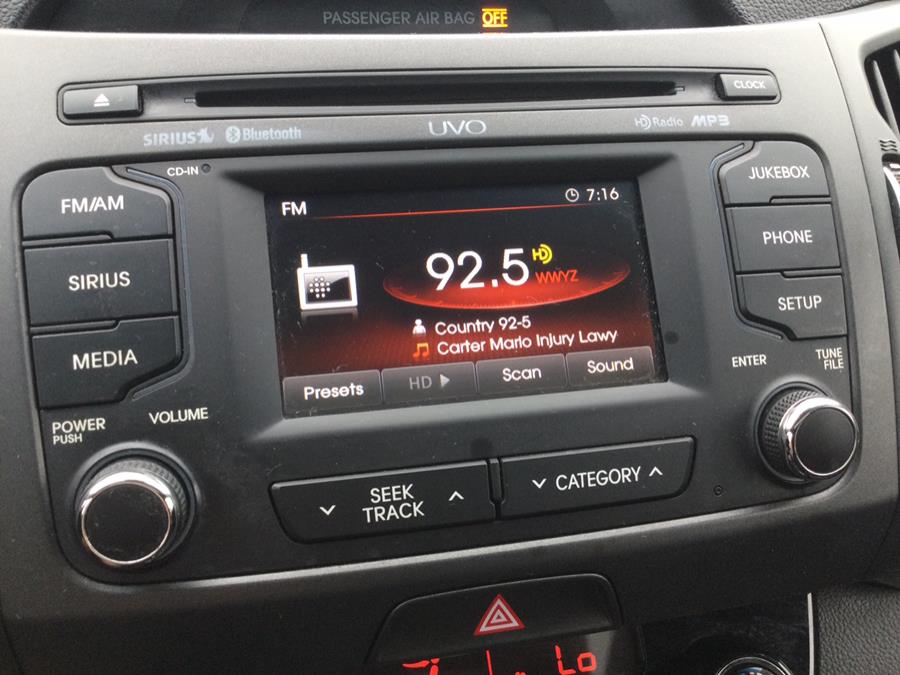 PASSENGER AIR BAG OFF
CLOCK
SIRIUS Bluetooth UVO HD Radio MP3
CD-IN
FM/AM
SIRIUS
MEDIA
FM 7:16
92.5 HD
WWYZ
Country 92-5
Carter Mario Injury Lawy
Presets HD Scan Sound
JUKEBOX
PHONE
SETUP
POWER
PUSH
VOLUME
ENTER
TUNE
FILE
SEEK
TRACK
CATEGORY
Lo